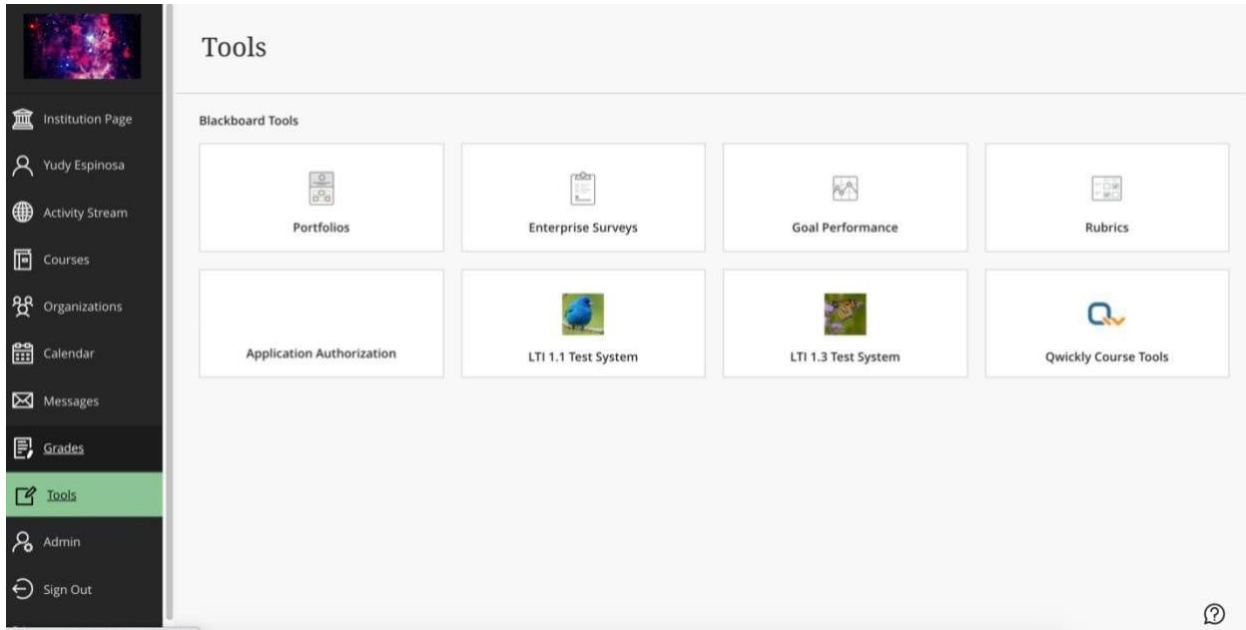 Institution Page
Yudy Espinosa
Activity Stream
Courses
Organizations
Calendar
Messages
Grades
Tools
Admin
Sign Out
Tools
Blackboard Tools
Portfolios
Enterprise Surveys
Goal Performance
Rubrics
Application Authorization
LTI 1.1 Test System
LTI 1.3 Test System
Qwickly Course Tools